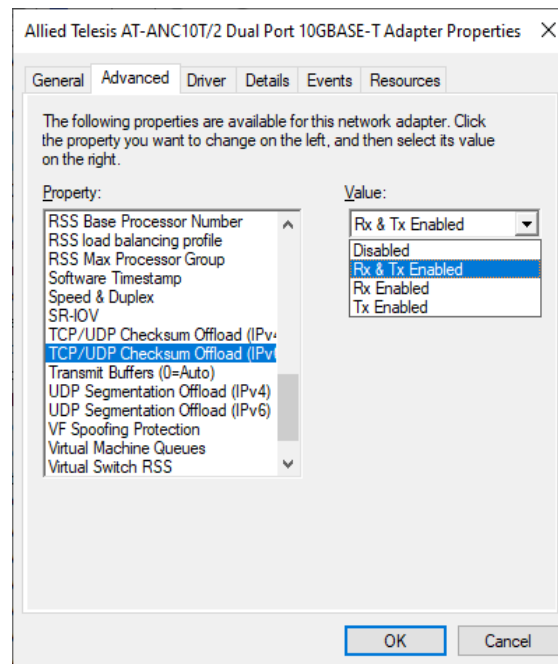 Allied Telesis AT-ANC10T/2 Dual Port 10GBASE-T Adapter Properties
General Advanced Driver Details Events Resources
The following properties are available for this network adapter. Click
the property you want to change on the left, and then select its value
on the right.
Property:
RSS Base Processor Number
RSS load balancing profile
RSS Max Processor Group
Software Timestamp
Speed & Duplex
SR-IOV
TCP/UDP Checksum Offload (IPv4
TCP/UDP Checksum Offload (IPv6
Transmit Buffers (0=Auto)
UDP Segmentation Offload (IPv4)
UDP Segmentation Offload (IPv6)
VF Spoofing Protection
Virtual Machine Queues
Virtual Switch RSS
Value:
Rx & Tx Enabled
Disabled
Rx & Tx Enabled
Rx Enabled
Tx Enabled
OK Cancel